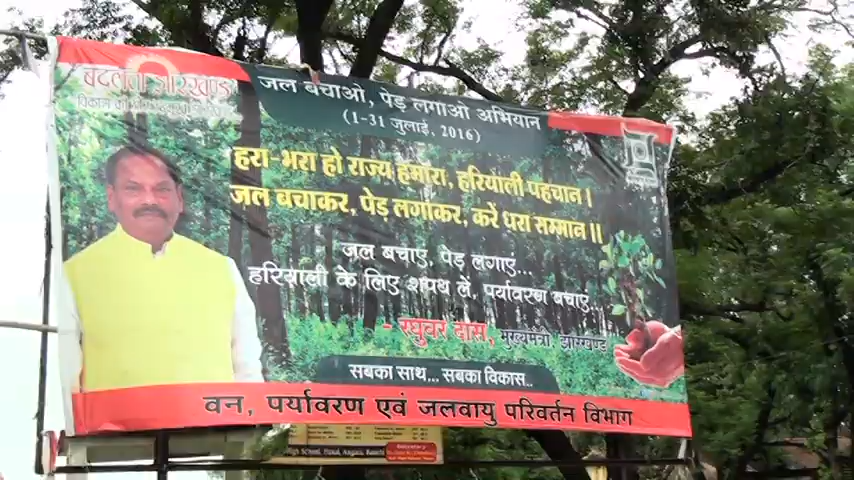 बदलता झारखण्ड
जल बचाओ, पेड़ लगाओ अभियान
(1-31 जुलाई, 2016)
हरा-भरा हो राज्य हमारा, हरियाली पहचान।
जल बचाकर, पेड़ लगाकर, करें धरा सम्मान॥
जल बचाएं, पेड़ लगाएं...
हरियाली के लिए शपथ लें, पर्यावरण बचाएं...
- रघुवर दास, मुख्यमंत्री, झारखण्ड
सबका साथ... सबका विकास..
वन, पर्यावरण एवं जलवायु परिवर्तन विभाग
High School,